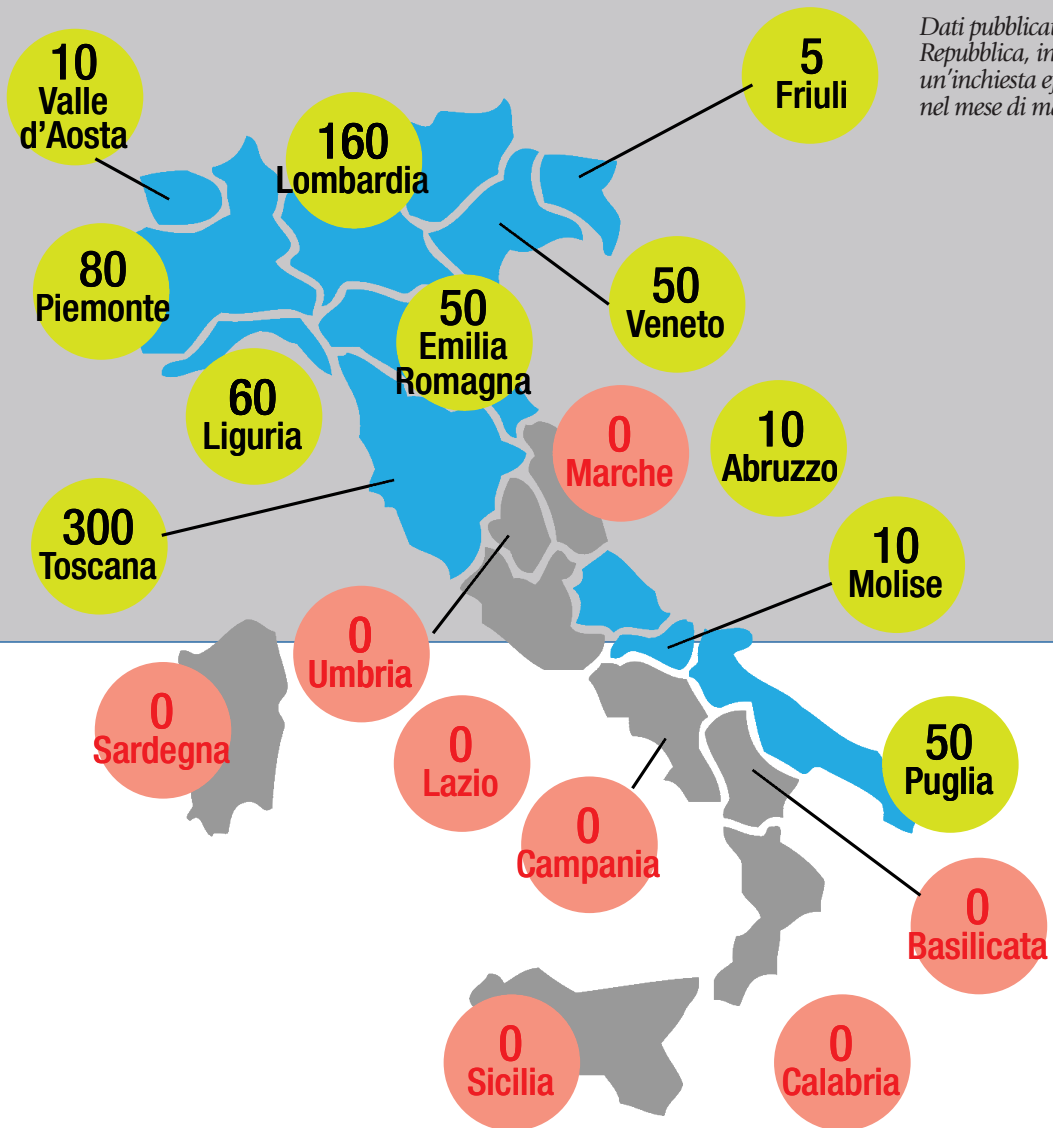 Dati pubblicati
Repubblica, in
un'inchiesta
nel mese di
10
Valle
d'Aosta
5
Friuli
160
Lombardia
80
Piemonte
50
Emilia
Romagna
50
Veneto
60
Liguria
0
Marche
10
Abruzzo
300
Toscana
10
Molise
0
Umbria
0
Sardegna
0
Lazio
0
Campania
50
Puglia
0
Basilicata
0
Sicilia
0
Calabria